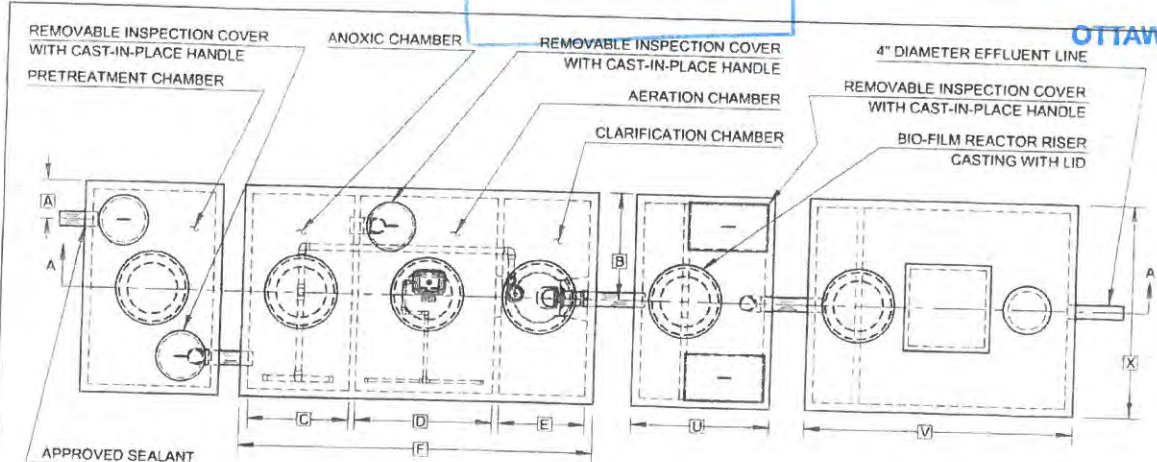 REMOVABLE INSPECTION COVER
WITH CAST-IN-PLACE HANDLE
PRETREATMENT CHAMBER
ANOXIC CHAMBER
REMOVABLE INSPECTION COVER
WITH CAST-IN-PLACE HANDLE
AERATION CHAMBER
CLARIFICATION CHAMBER
OTTAW
4" DIAMETER EFFLUENT LINE
REMOVABLE INSPECTION COVER
WITH CAST-IN-PLACE HANDLE
BIO-FILM REACTOR RISER
CASTING WITH LID
A
A
B
A
X
C
D
E
F
U
V
APPROVED SEALANT